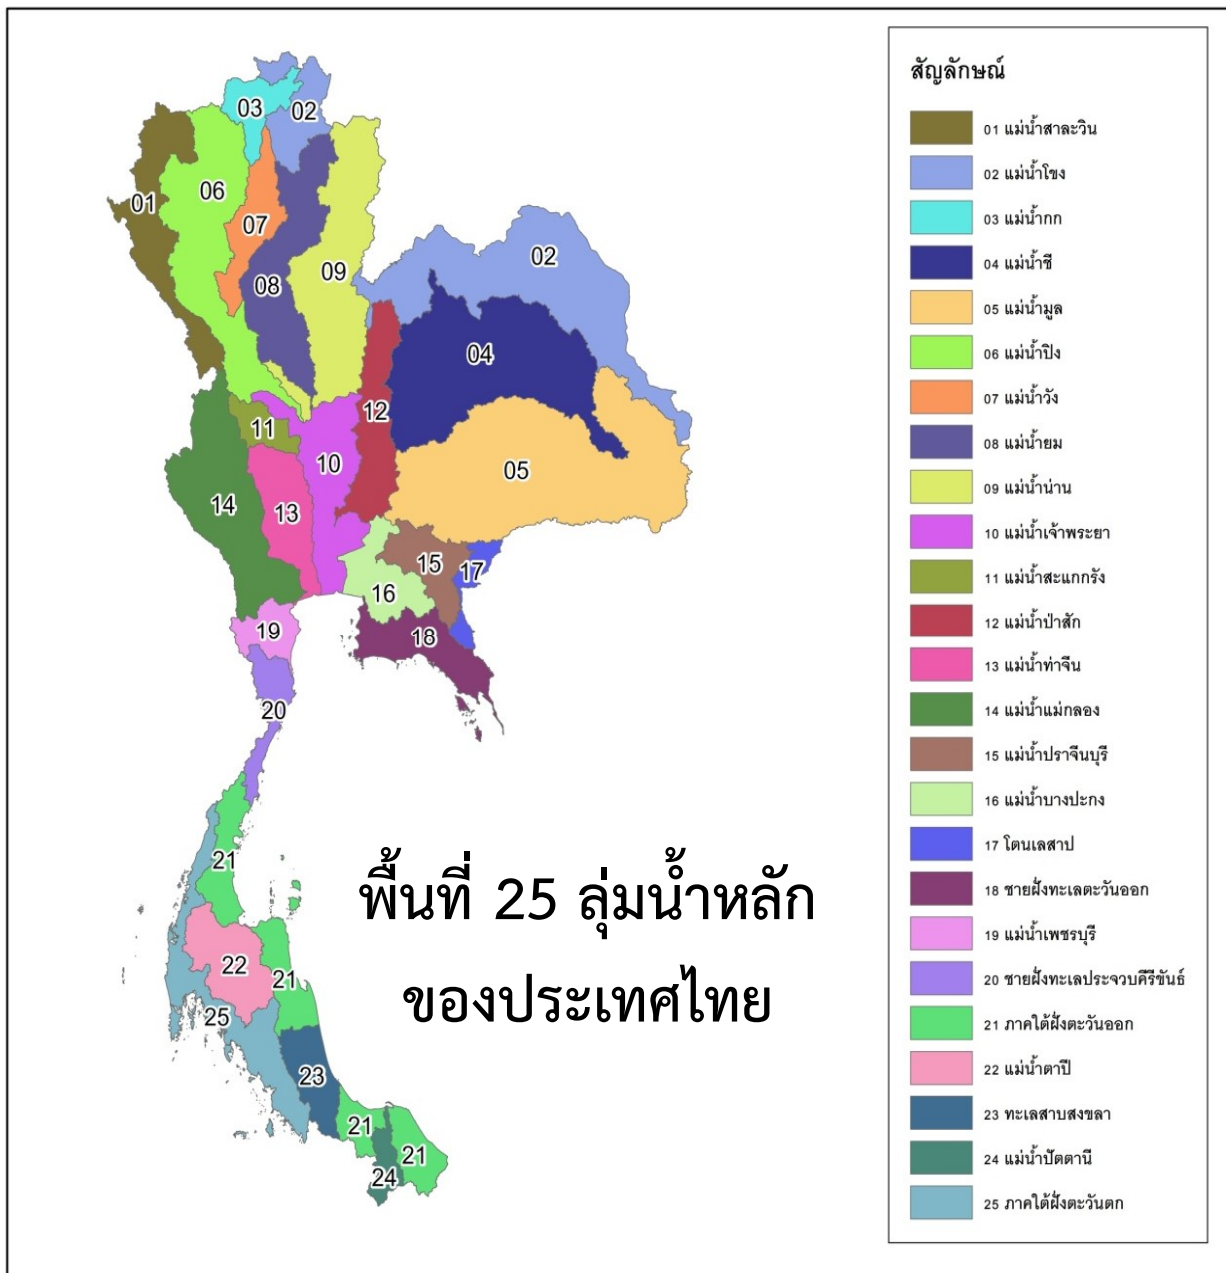 สัญลักษณ์
01 แม่น้ำสาละวิน
02 แม่น้ำโขง
03 แม่น้ำกก
04 แม่น้ำชี
05 แม่น้ำมูล
06 แม่น้ำปิง
07 แม่น้ำวัง
08 แม่น้ำยม
09 แม่น้ำน่าน
10 แม่น้ำเจ้าพระยา
11 แม่น้ำสะแกกรัง
12 แม่น้ำป่าสัก
13 แม่น้ำท่าจีน
14 แม่น้ำแม่กลอง
15 แม่น้ำปราจีนบุรี
16 แม่น้ำบางปะกง
17 โตนเลสาป
18 ชายฝั่งทะเลตะวันออก
19 แม่น้ำเพชรบุรี
20 ชายฝั่งทะเลประจวบคีรีขันธ์
21 ภาคใต้ฝั่งตะวันออก
22 แม่น้ำตาปี
23 ทะเลสาบสงขลา
24 แม่น้ำปัตตานี
25 ภาคใต้ฝั่งตะวันตก
03
02
06
01
07
02
09
08
04
12
11
10
05
14
13
15
17
16
19
18
20
21
22
21
25
23
21
21
24
พื้นที่ 25 ลุ่มน้ำหลัก
ของประเทศไทย